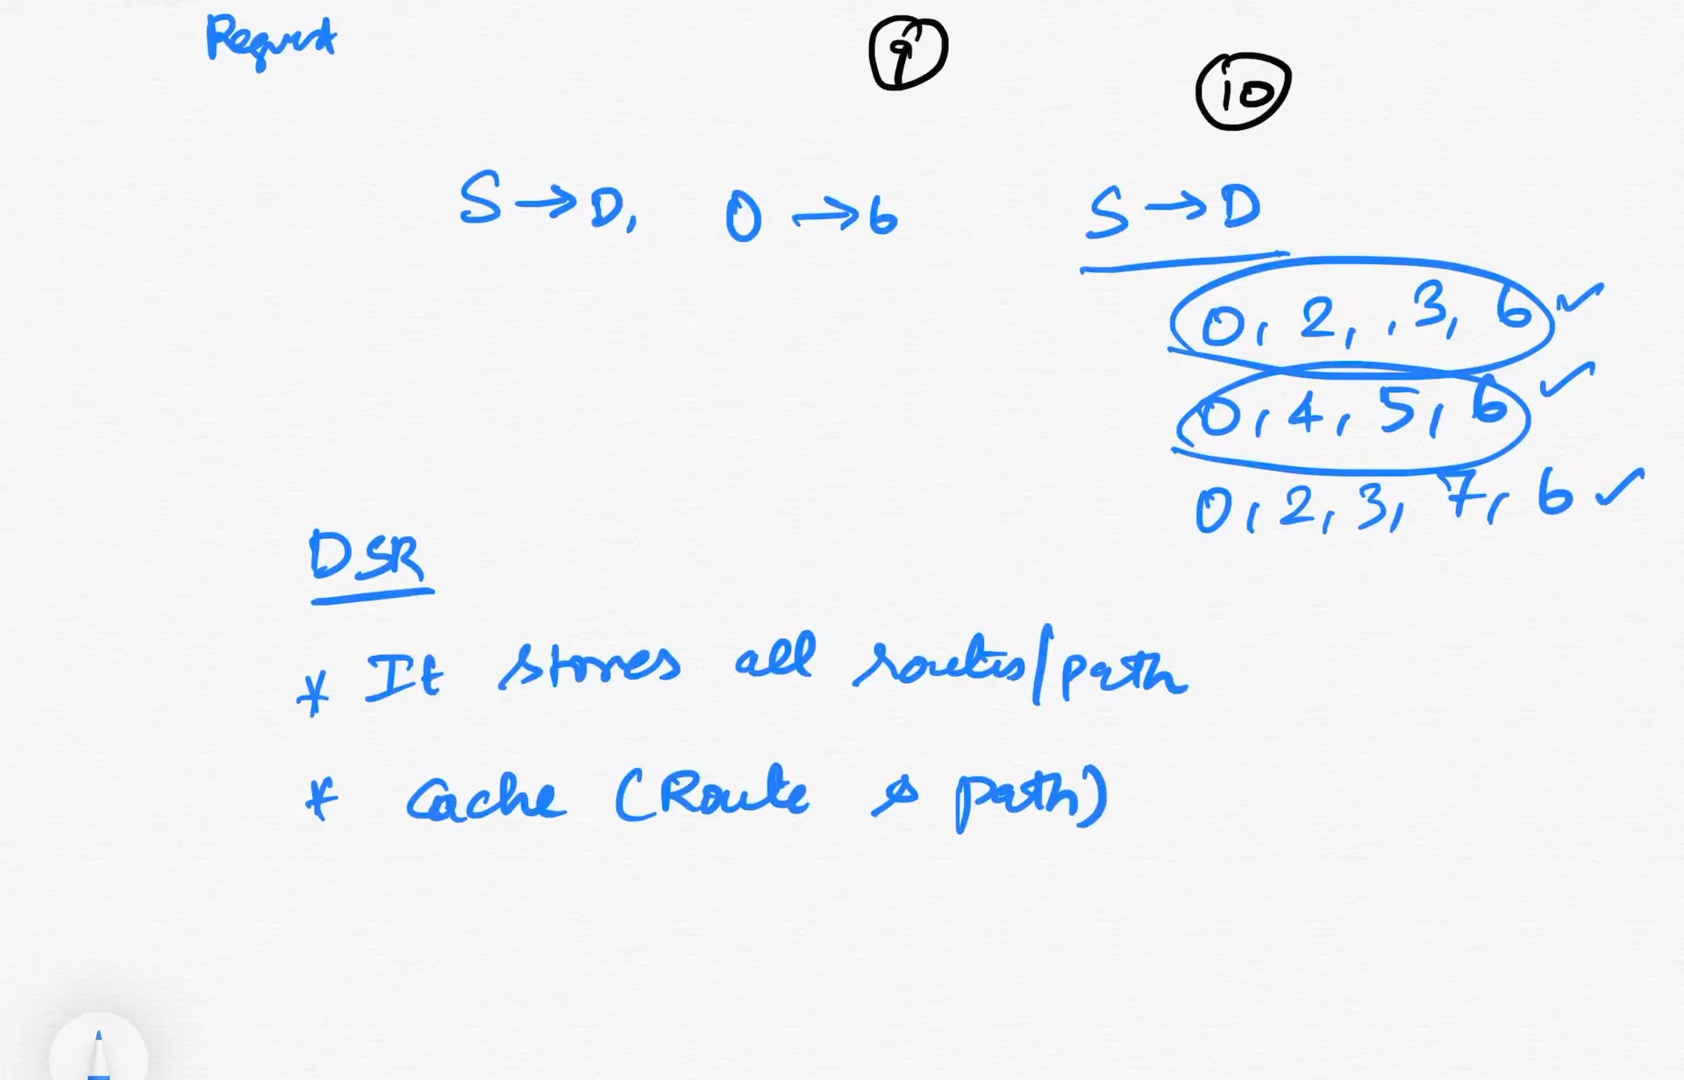 Request
9
10
S → D, 0 → 6 S → D
0, 2, , 3, 6 ✓
0, 4, 5, 6 ✓
0, 2, 3, 7, 6 ✓
DSR
* It stores all routes/path
* Cache (Route & path)